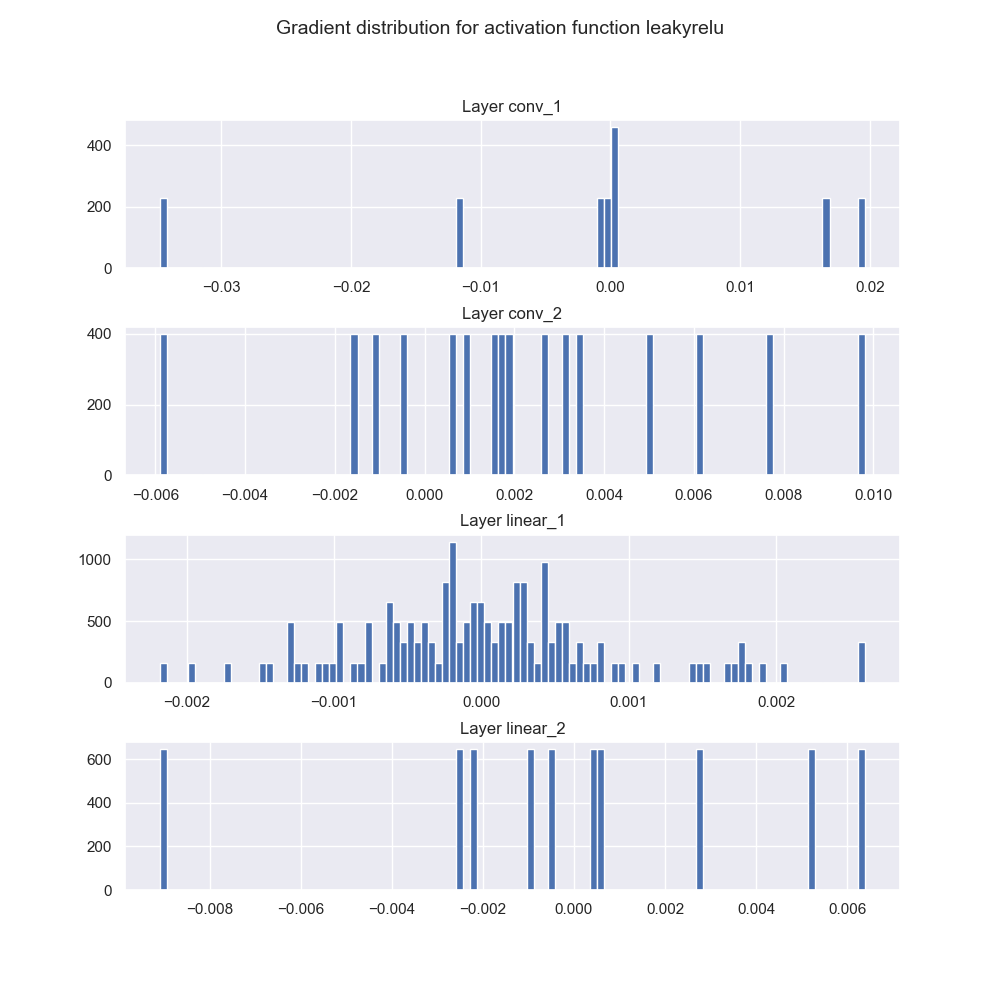 Gradient distribution for activation function leakyrelu
Layer conv_1
400
200
0
−0.03 −0.02 −0.01 0.00 0.01 0.02
Layer conv_2
400
200
0
−0.006 −0.004 −0.002 0.000 0.002 0.004 0.006 0.008 0.010
Layer linear_1
1000
500
0
−0.002 −0.001 0.000 0.001 0.002
Layer linear_2
600
400
200
0
−0.008 −0.006 −0.004 −0.002 0.000 0.002 0.004 0.006